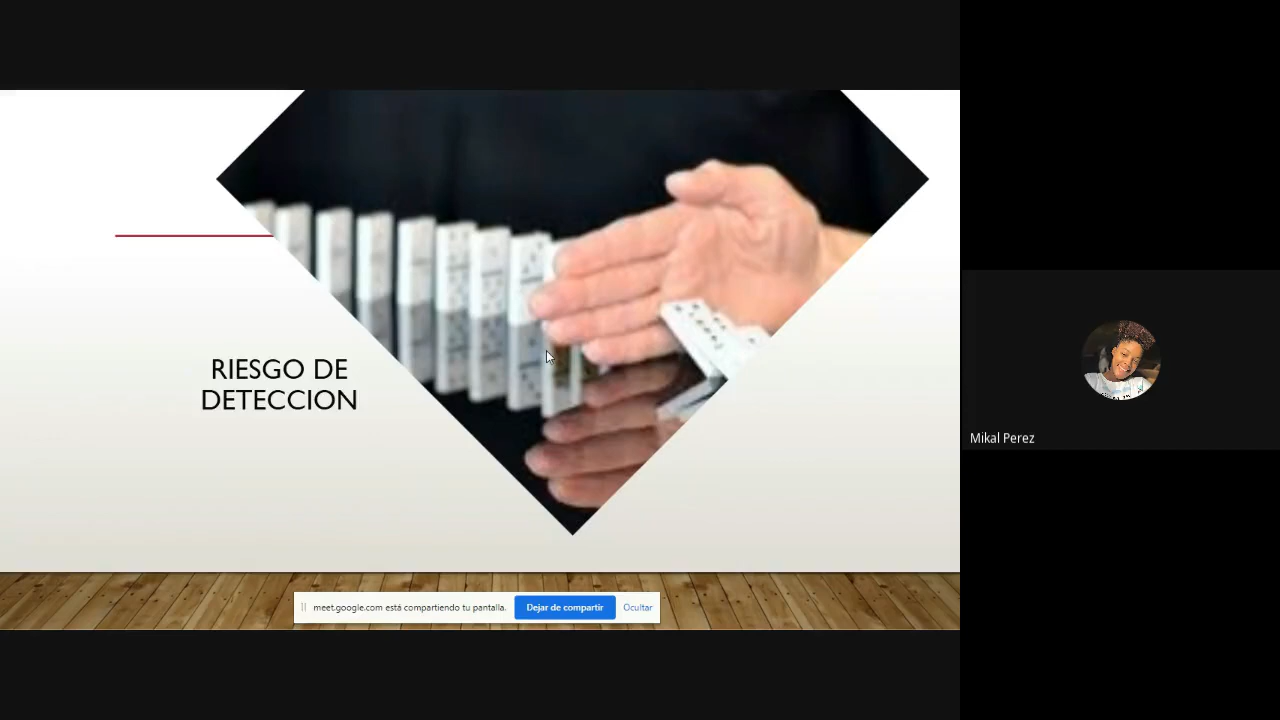 RIESGO DE
DETECCION
meet.google.com está compartiendo tu pantalla.
Dejar de compartir
Ocultar
Mikal Perez